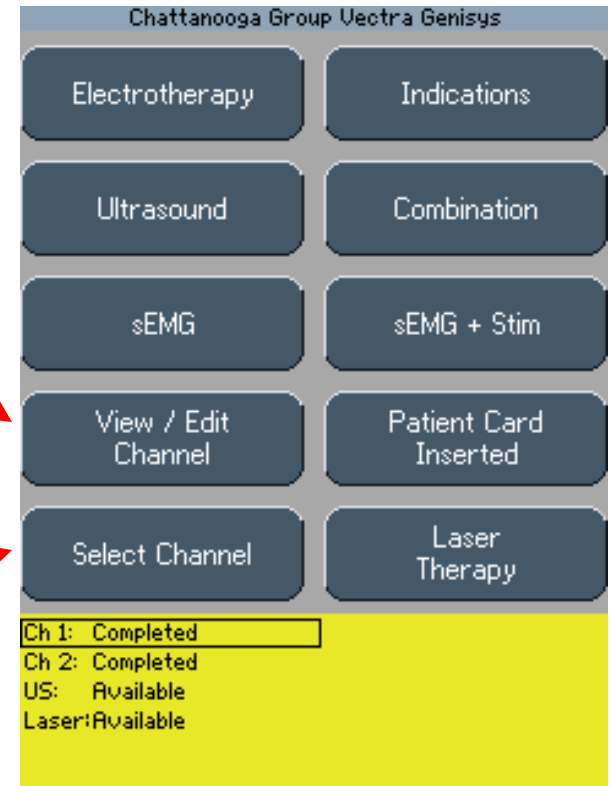 Chattanooga Group Vectra Genisys
Electrotherapy
Indications
Ultrasound
Combination
sEMG
sEMG + Stim
View / Edit
Channel
Patient Card
Inserted
Select Channel
Laser
Therapy
Ch 1: Completed
Ch 2: Completed
US: Available
Laser:Available